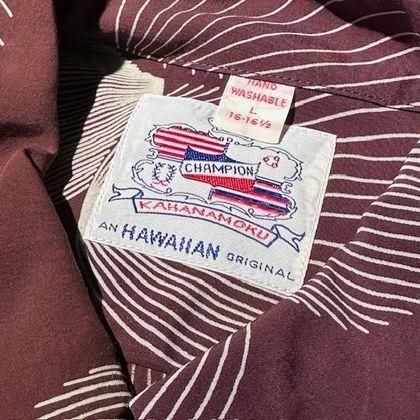 HAND
WASHABLE
L
16-16½
CHAMPION
KAHANAMOKU
AN HAWAIIAN ORIGINAL